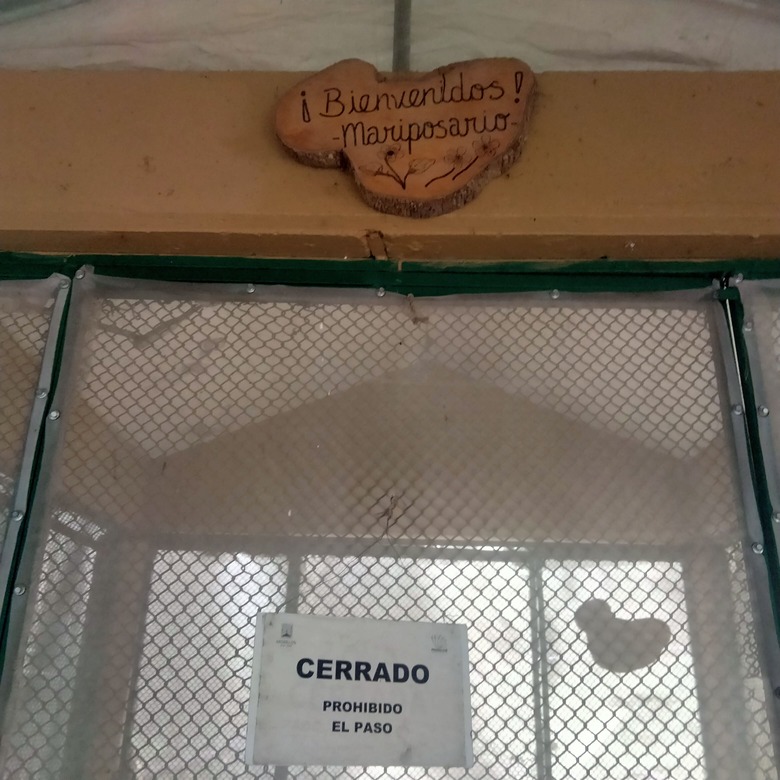 ¡Bienvenidos!
-Mariposario-
CERRADO
PROHIBIDO
EL PASO